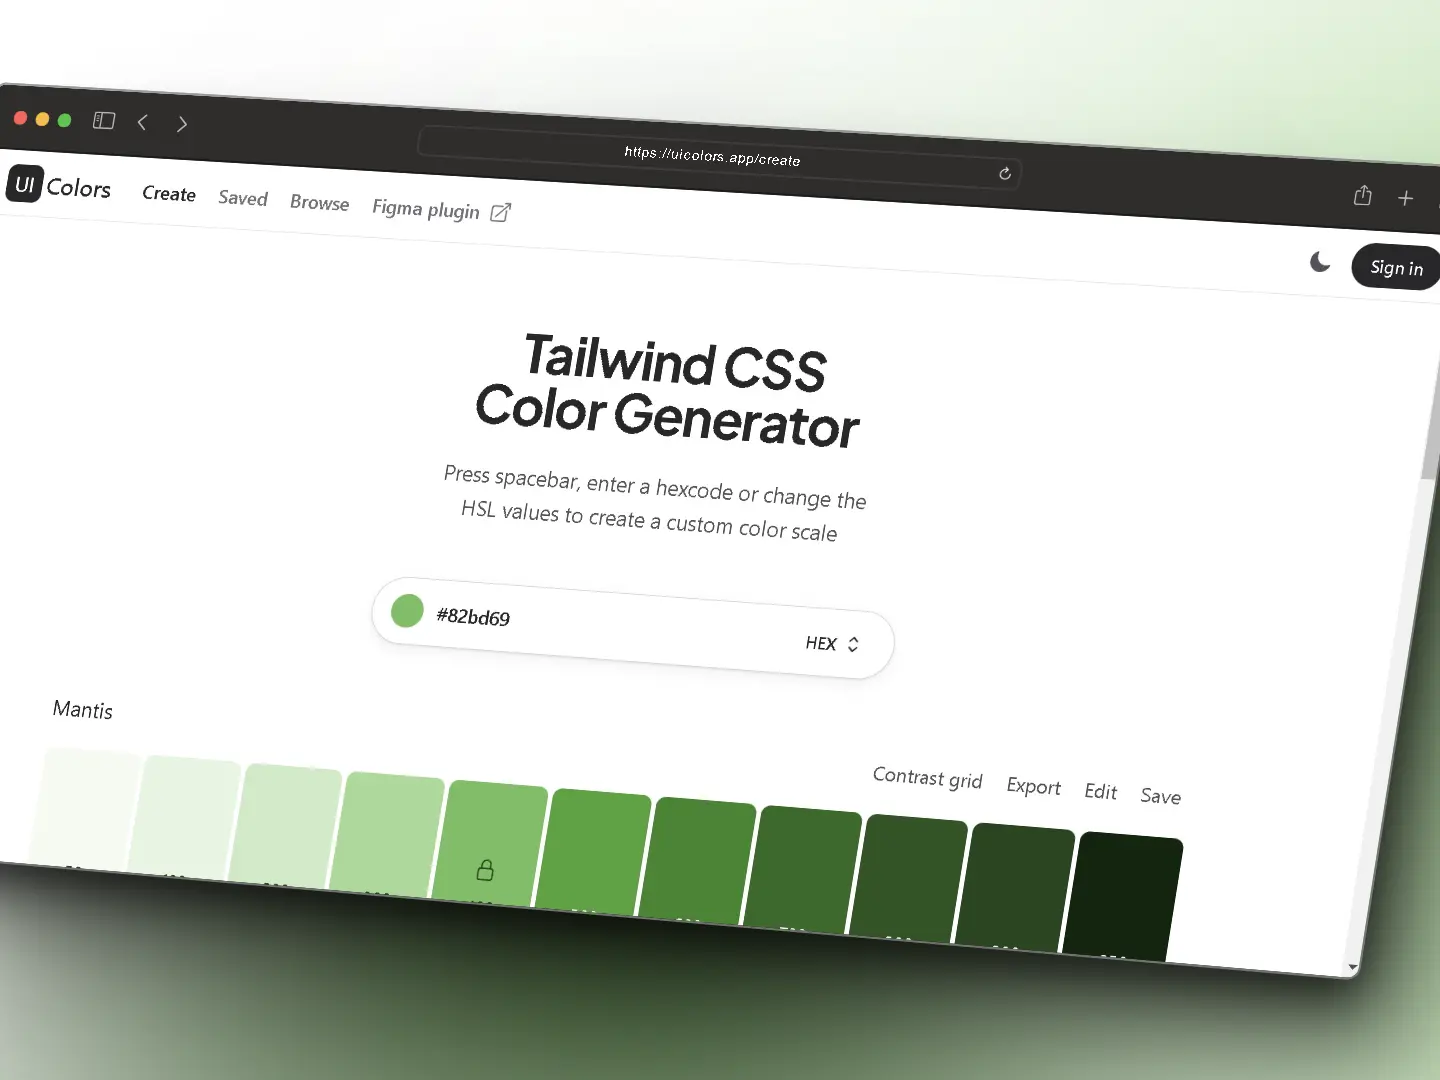 https://uicolors.app/create
UI Colors
Create
Saved
Browse
Figma plugin
Sign in
Tailwind CSS
Color Generator
Press spacebar, enter a hexcode or change the
HSL values to create a custom color scale
#82bd69
HEX
Mantis
Contrast grid
Export
Edit
Save